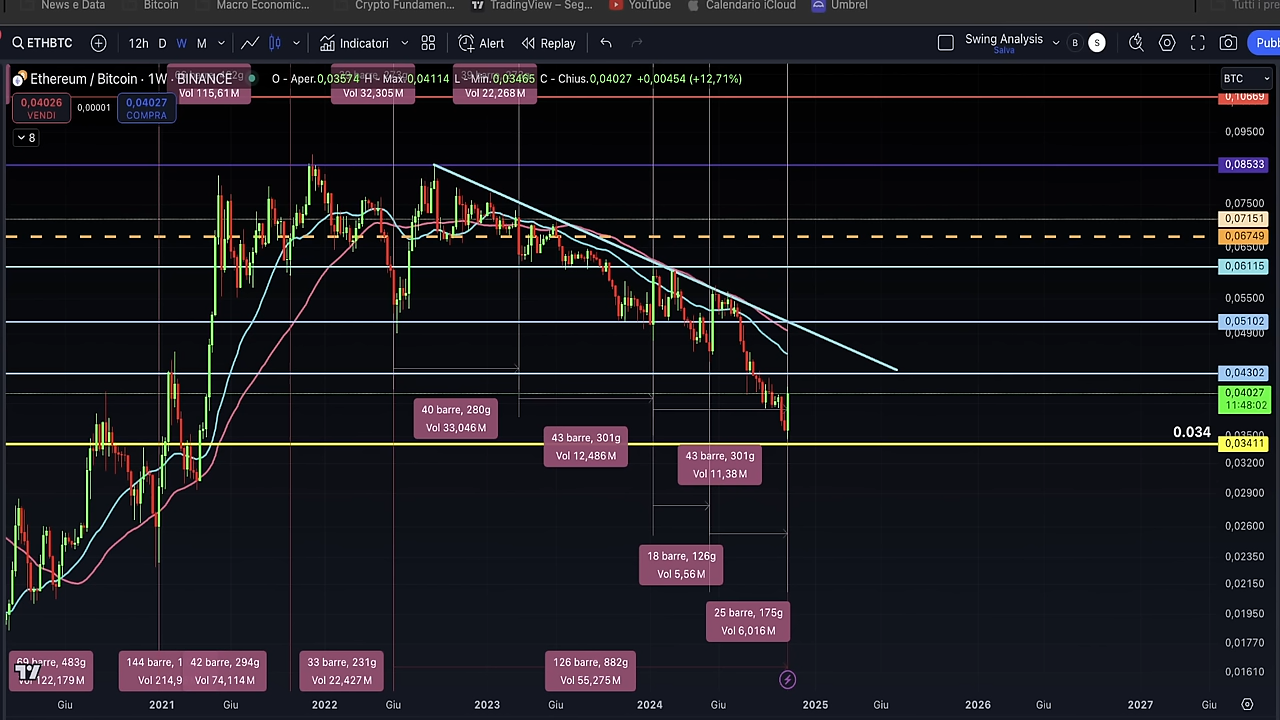 News e Data Bitcoin Macro Economic... Crypto Fundamen... TradingView – Seg... YouTube Calendario iCloud Umbrel Tutti i pre
ETHBTC 12h D W M Indicatori Alert Replay Swing Analysis Salva B S Pubb
Ethereum / Bitcoin · 1W · BINANCE O - Aper.0,03574 H - Max.0,04114 L - Min.0,03465 C - Chius.0,04027 +0,00454 (+12,71%)
Vol 115,61M
Vol 32,305M
Vol 22,268M
BTC
0,04026 VENDI
0,00001
0,04027 COMPRA
8
0,10669
0,09500
0,08533
0,07500
0,07151
0,06749
0,06500
0,06115
0,05500
0,05102
0,04900
0,04302
0,04027
11:48:02
0.034
0,03500
0,03411
0,03200
0,02900
0,02600
0,02350
0,02150
0,01950
0,01770
0,01610
40 barre, 280g
Vol 33,046M
43 barre, 301g
Vol 12,486M
43 barre, 301g
Vol 11,38M
18 barre, 126g
Vol 5,56M
25 barre, 175g
Vol 6,016M
69 barre, 483g
Vol 122,179M
144 barre, 1
Vol 214,9
42 barre, 294g
Vol 74,114M
33 barre, 231g
Vol 22,427M
126 barre, 882g
Vol 55,275M
Giu 2021 Giu 2022 Giu 2023 Giu 2024 Giu 2025 Giu 2026 Giu 2027 Giu